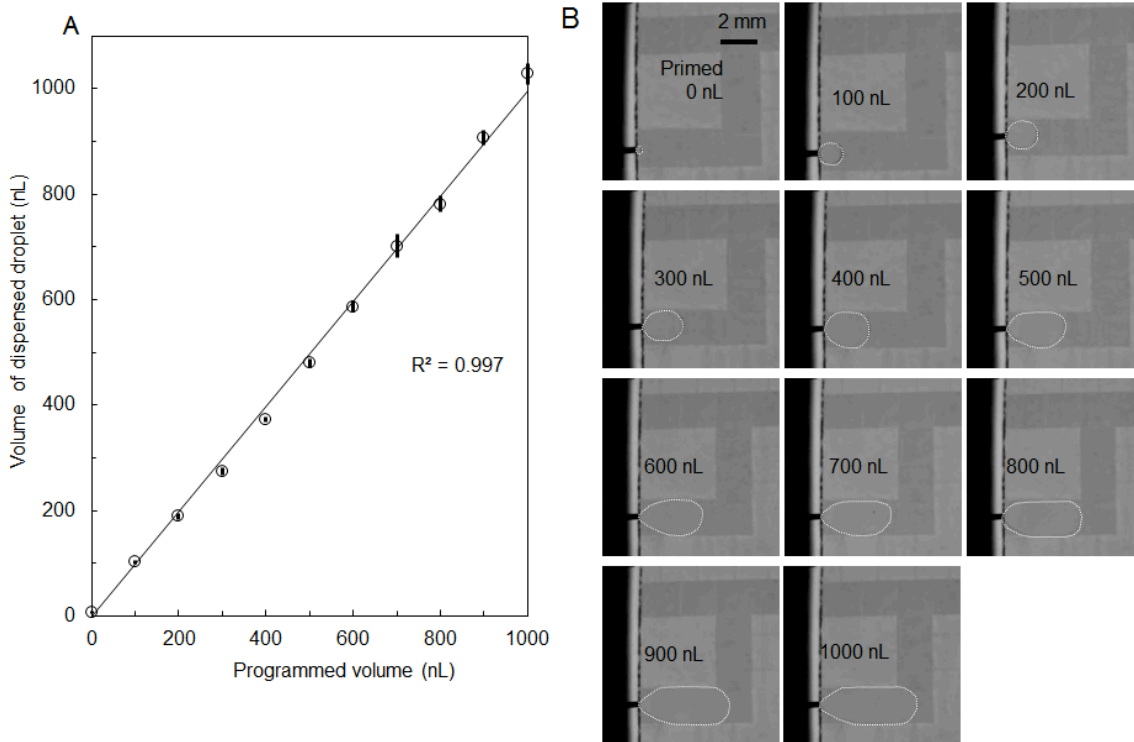 A
Volume of dispensed droplet (nL)
1000
800
600
400
200
0
R² = 0.997
0 200 400 600 800 1000
Programmed volume (nL)
B
2 mm
Primed
0 nL
100 nL
200 nL
300 nL
400 nL
500 nL
600 nL
700 nL
800 nL
900 nL
1000 nL